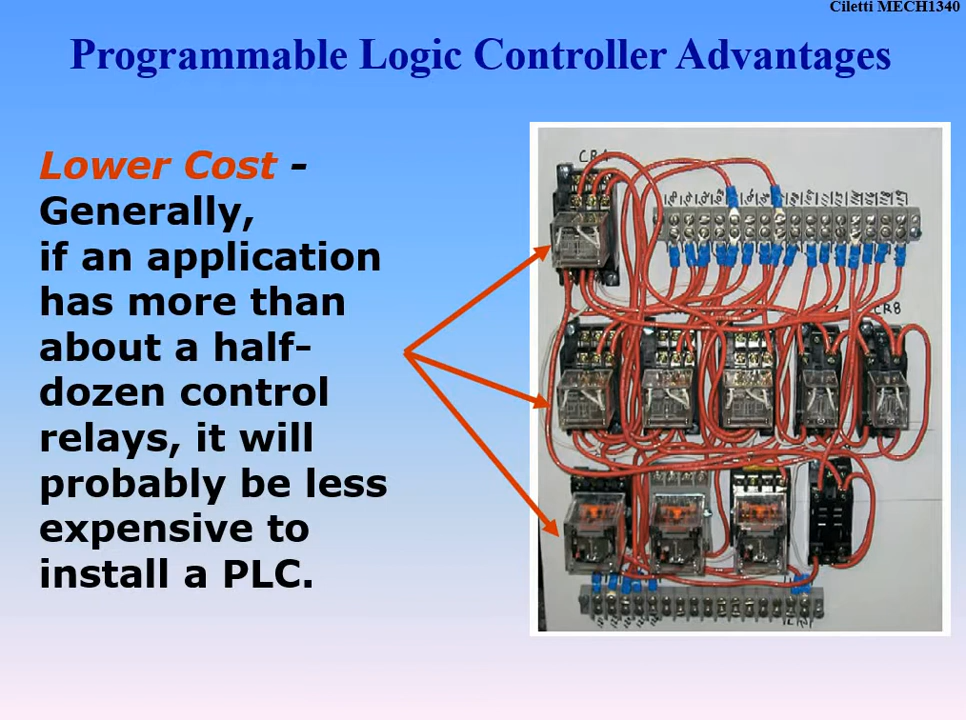 Ciletti MECH1340
Programmable Logic Controller Advantages
Lower Cost -
Generally,
if an application
has more than
about a half-
dozen control
relays, it will
probably be less
expensive to
install a PLC.
CR8